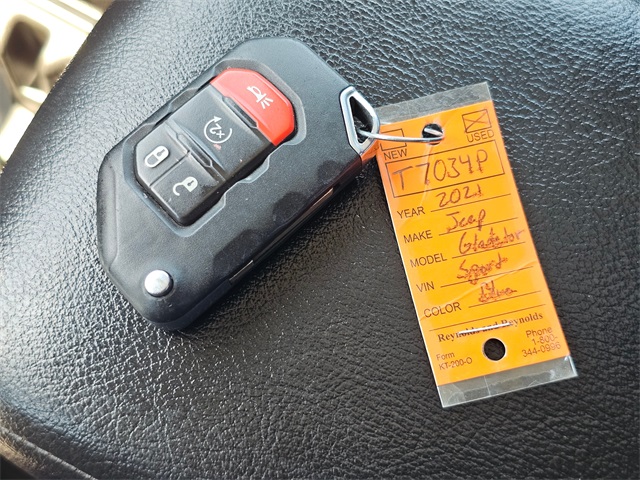 x2
NEW
USED
T7034P
YEAR 2021
MAKE Jeep
MODEL Gladiator
VIN Sport
COLOR
Reynolds and Reynolds
Form
KT-200-O
Phone
1-800-
344-0996